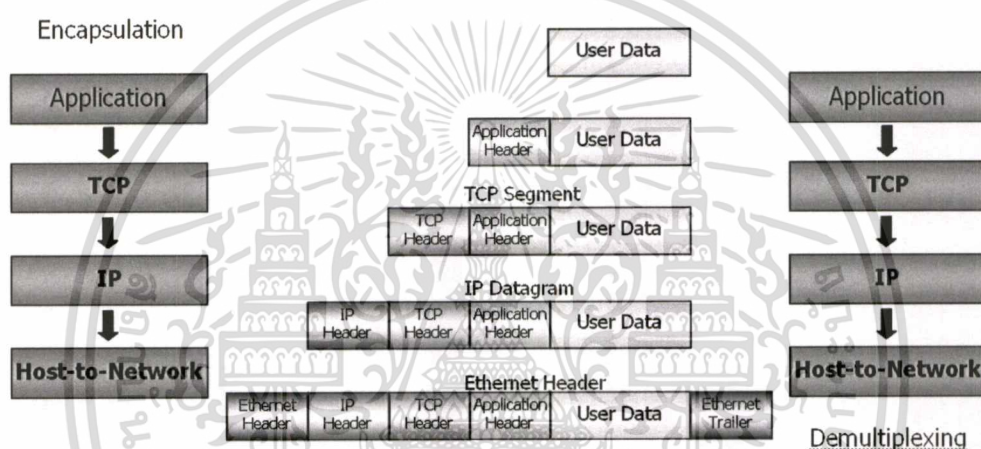 Encapsulation
Application
TCP
IP
Host-to-Network
User Data
Application
Header
User Data
TCP Segment
TCP
Header
Application
Header
User Data
IP Datagram
IP
Header
TCP
Header
Application
Header
User Data
Ethernet Header
Ethernet
Header
IP
Header
TCP
Header
Application
Header
User Data
Ethernet
Trailer
Application
TCP
IP
Host-to-Network
Demultiplexing